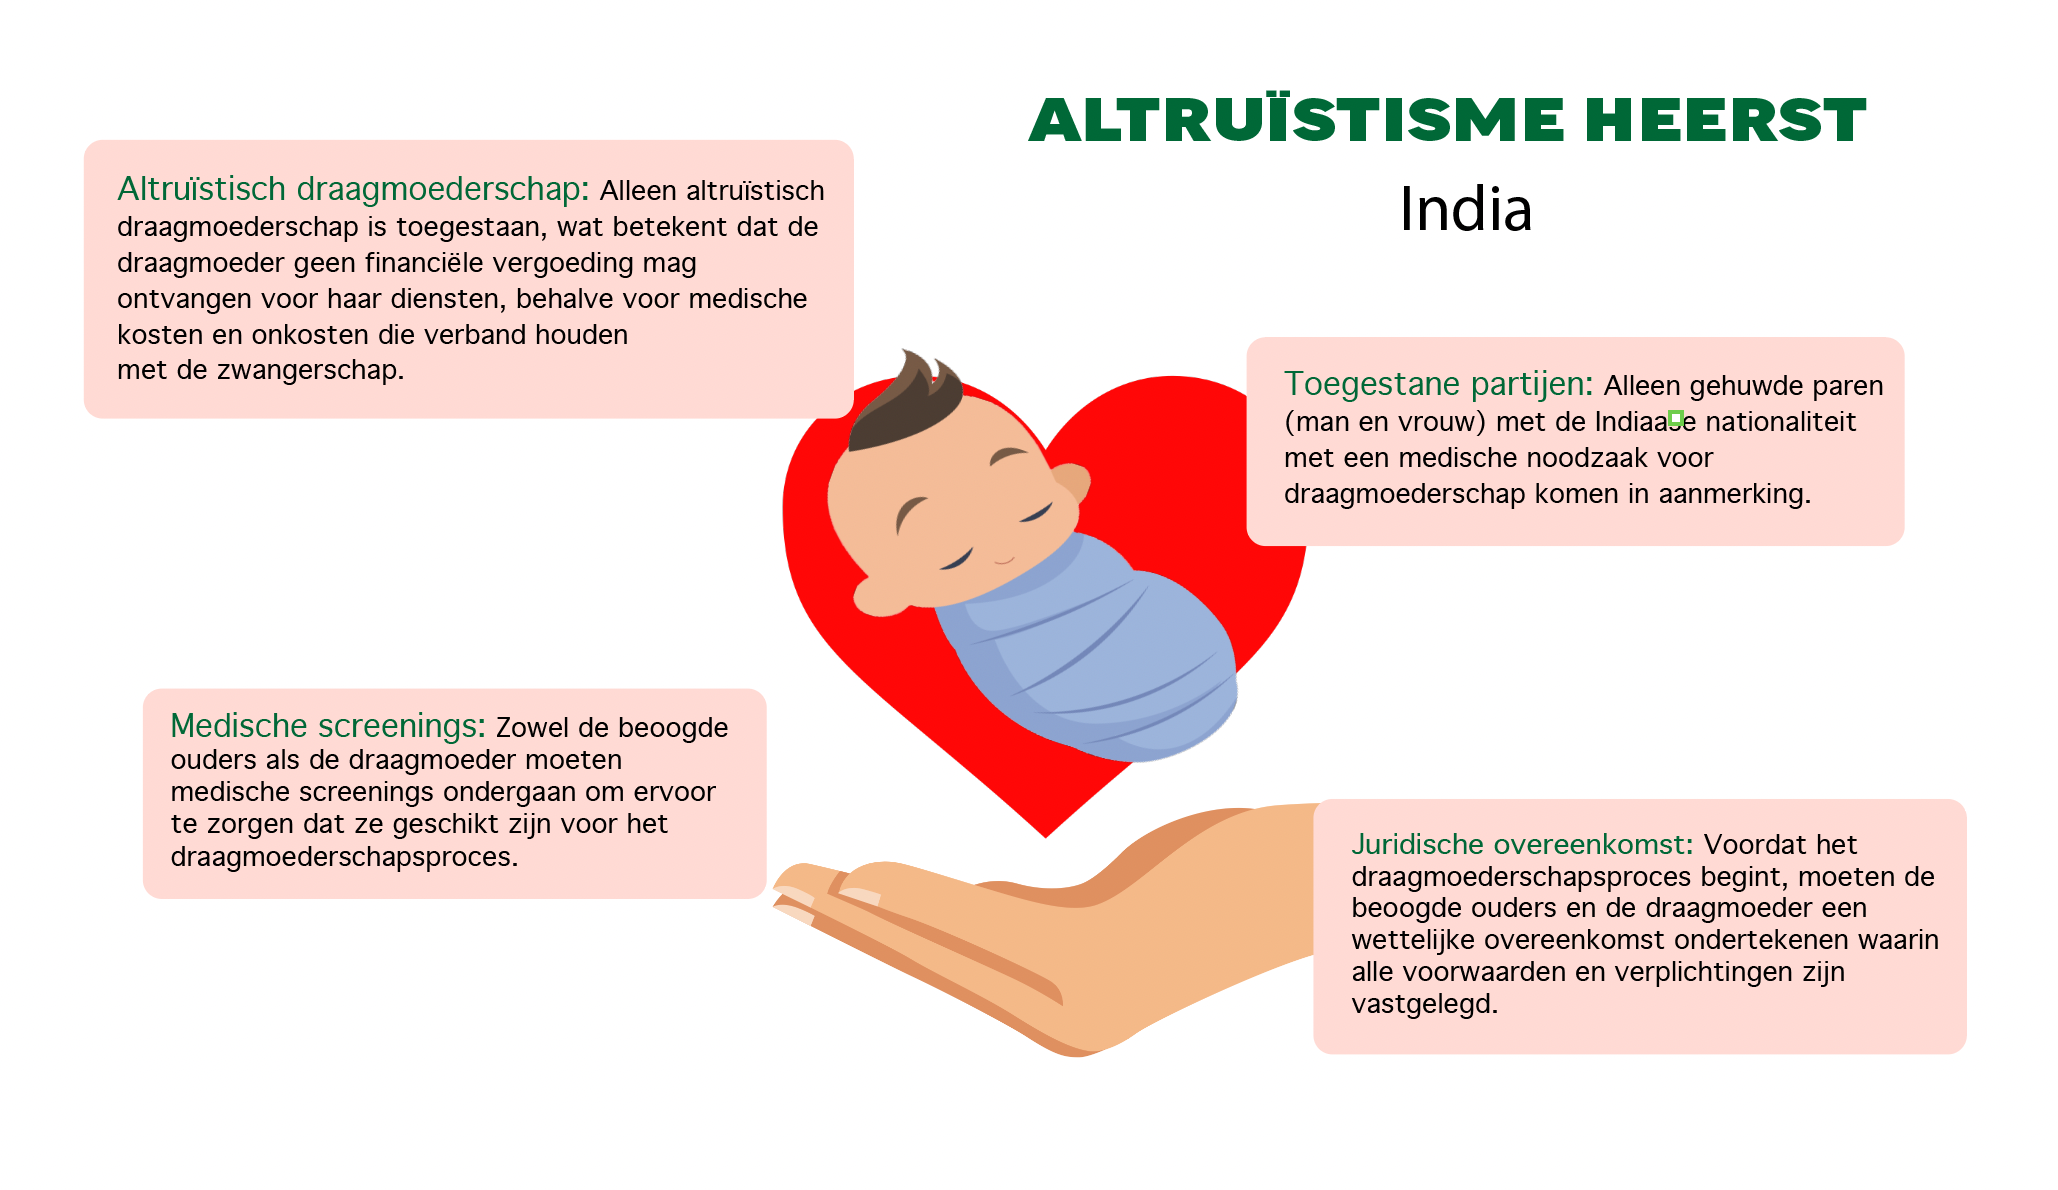 ALTRUÏSTISME HEERST
India
Altruïstisch draagmoederschap: Alleen altruïstisch
draagmoederschap is toegestaan, wat betekent dat de
draagmoeder geen financiële vergoeding mag
ontvangen voor haar diensten, behalve voor medische
kosten en onkosten die verband houden
met de zwangerschap.
Toegestane partijen: Alleen gehuwde paren
(man en vrouw) met de Indiaase nationaliteit
met een medische noodzaak voor
draagmoederschap komen in aanmerking.
Medische screenings: Zowel de beoogde
ouders als de draagmoeder moeten
medische screenings ondergaan om ervoor
te zorgen dat ze geschikt zijn voor het
draagmoederschapsproces.
Juridische overeenkomst: Voordat het
draagmoederschapsproces begint, moeten de
beoogde ouders en de draagmoeder een
wettelijke overeenkomst ondertekenen waarin
alle voorwaarden en verplichtingen zijn
vastgelegd.